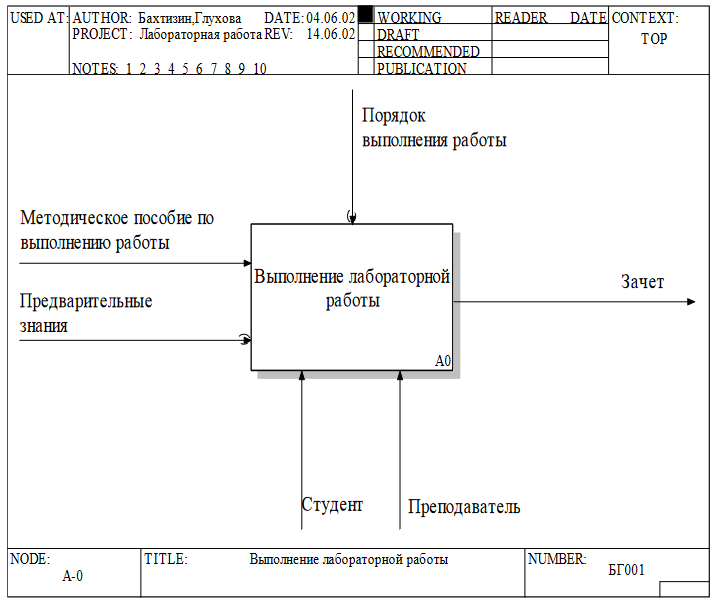 USED AT: AUTHOR: Бахтизин,Глухова DATE: 04.06.02 WORKING READER DATE CONTEXT:
PROJECT: Лабораторная работа REV: 14.06.02 DRAFT TOP
RECOMMENDED
NOTES: 1 2 3 4 5 6 7 8 9 10 PUBLICATION
Порядок
выполнения работы
Методическое пособие по
выполнению работы
Выполнение лабораторной
работы
Зачет
Предварительные
знания
A0
Студент
Преподаватель
NODE: TITLE: Выполнение лабораторной работы NUMBER:
A-0 БГ001